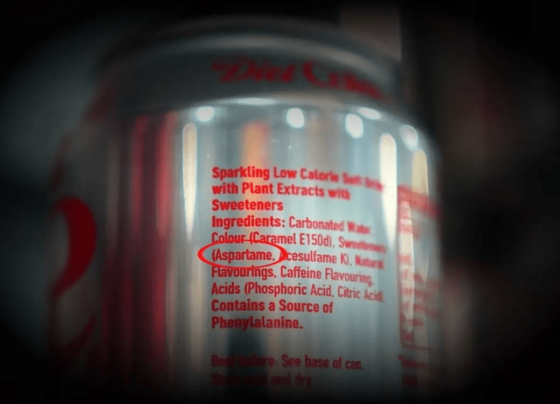 Diet Coke
Sparkling Low Calorie Soft Drink
with Plant Extracts with
Sweeteners
Ingredients: Carbonated Water
Colour (Caramel E150d), Sweeteners
(Aspartame, Acesulfame K), Natural
Flavourings, Caffeine Flavouring,
Acids (Phosphoric Acid, Citric Acid
Contains a Source of
Phenylalanine.
Best before: See base of can.
and dry